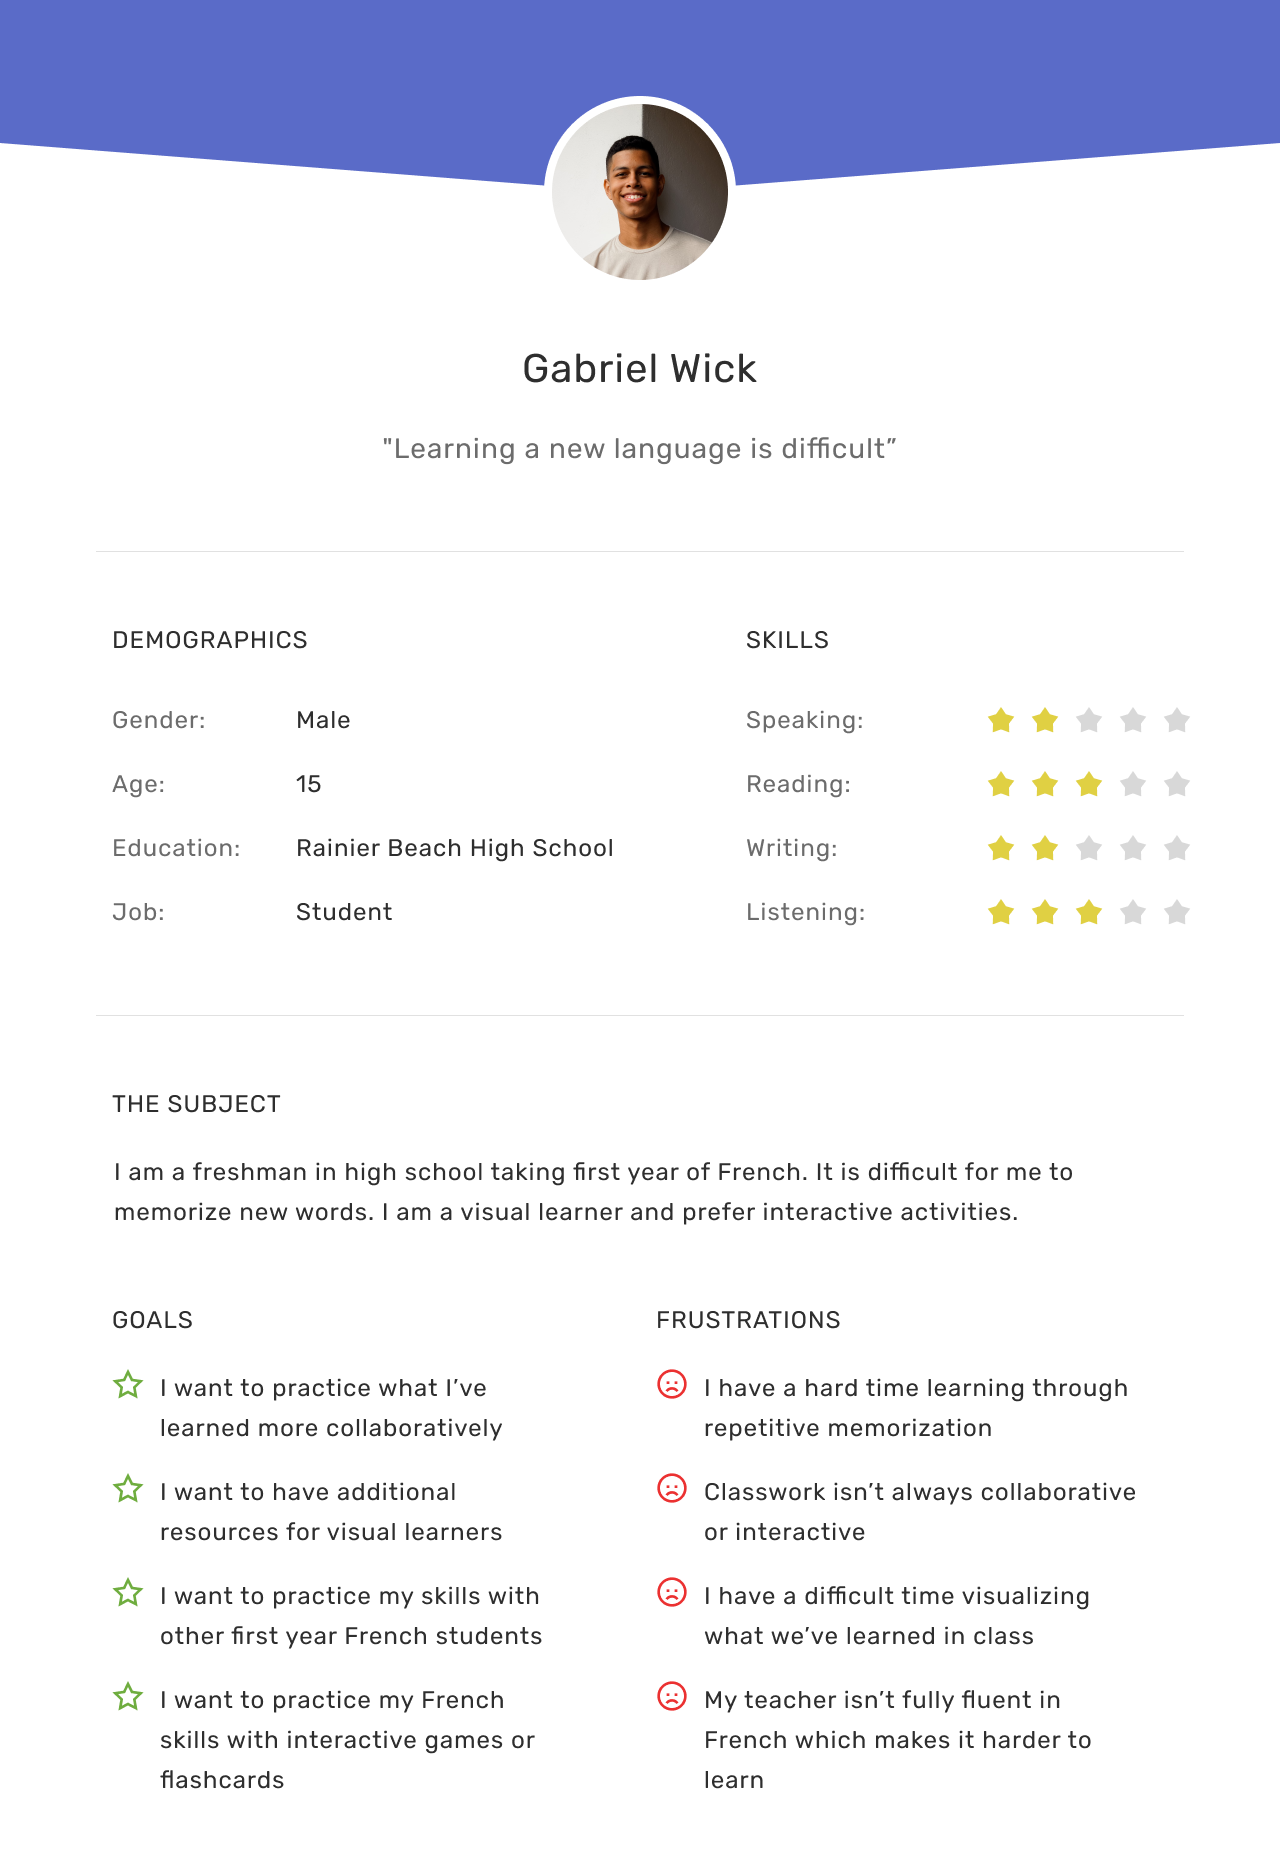 Gabriel Wick
"Learning a new language is difficult”
DEMOGRAPHICS
Gender: Male
Age: 15
Education: Rainier Beach High School
Job: Student
SKILLS
Speaking:
Reading:
Writing:
Listening:
THE SUBJECT
I am a freshman in high school taking first year of French. It is difficult for me to
memorize new words. I am a visual learner and prefer interactive activities.
GOALS
I want to practice what I’ve
learned more collaboratively
I want to have additional
resources for visual learners
I want to practice my skills with
other first year French students
I want to practice my French
skills with interactive games or
flashcards
FRUSTRATIONS
I have a hard time learning through
repetitive memorization
Classwork isn’t always collaborative
or interactive
I have a difficult time visualizing
what we’ve learned in class
My teacher isn’t fully fluent in
French which makes it harder to
learn